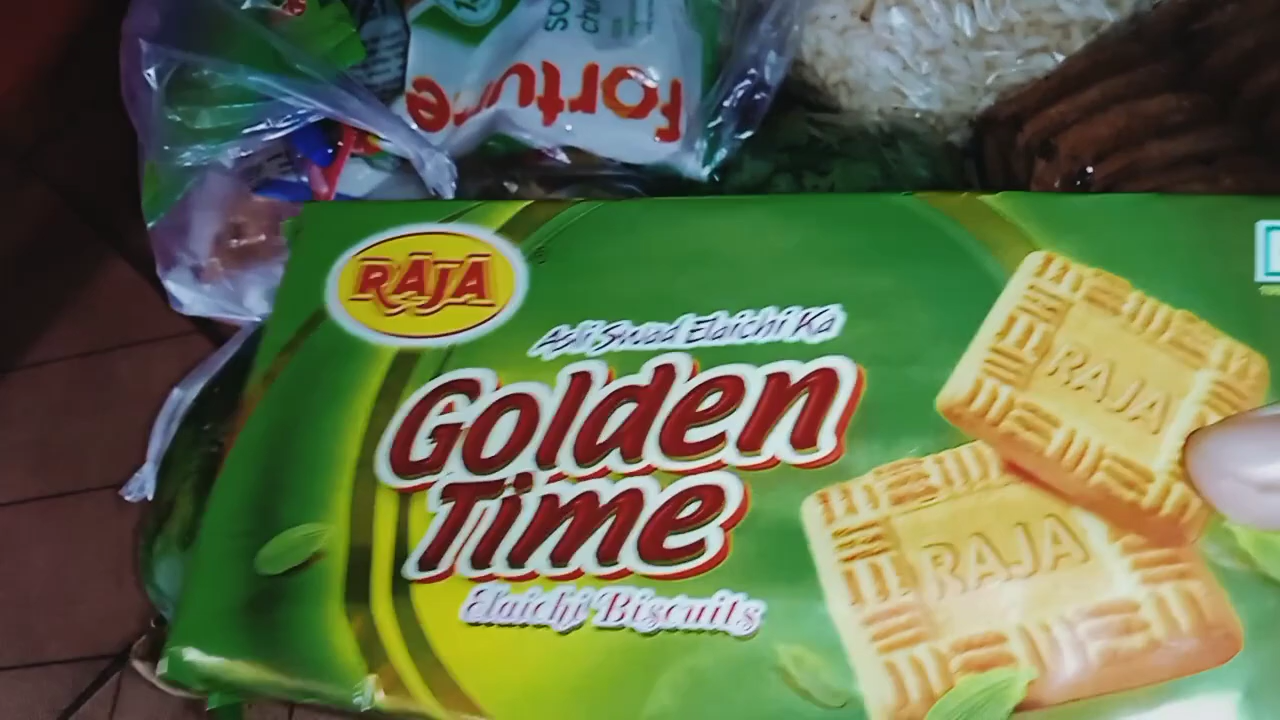 fortune
RAJA
Asli Swad Elaichi Ka
Golden
Time
Elaichi Biscuits
RAJA
RAJA